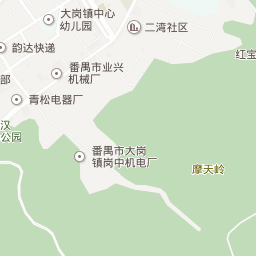 大岗镇中心
幼儿园
二湾社区
韵达快递
红宝
番禺市业兴
机械厂
部
青松电器厂
汉
公园
番禺市大岗
镇岗中机电厂
摩天岭